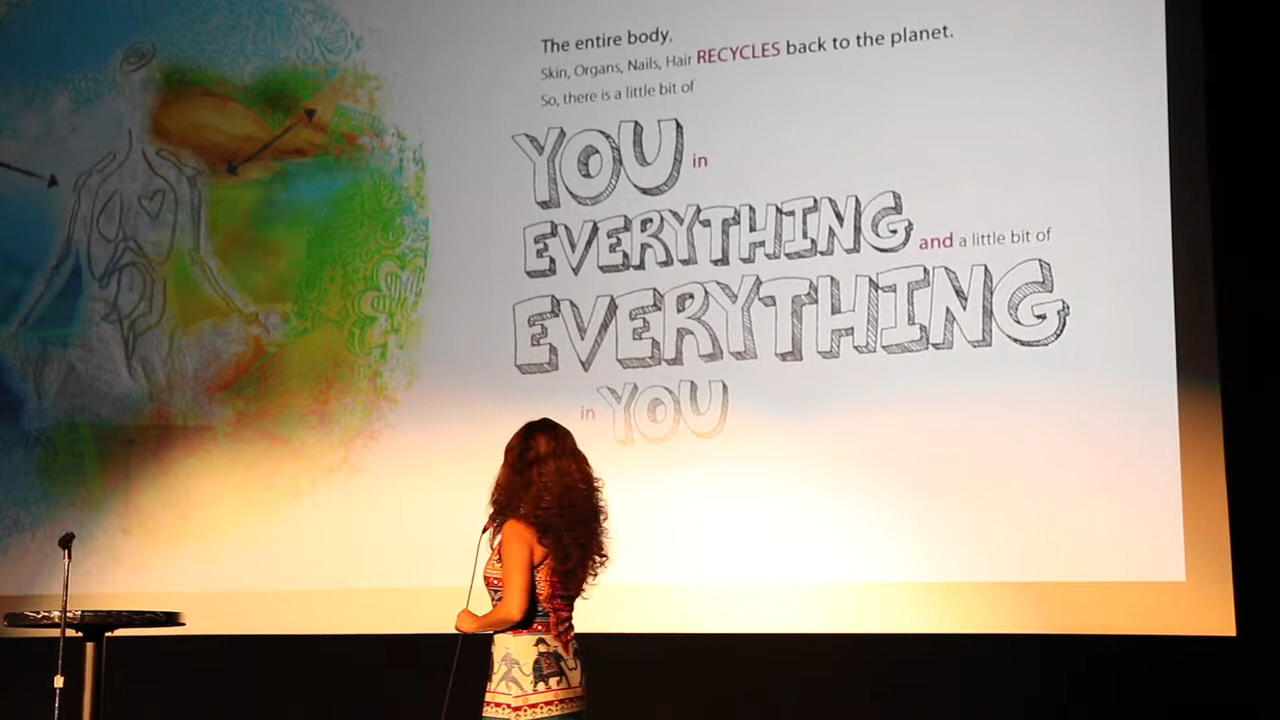 The entire body,
Skin, Organs, Nails, Hair RECYCLES back to the planet.
So, there is a little bit of
YOU in
EVERYTHING and a little bit of
EVERYTHING
in YOU